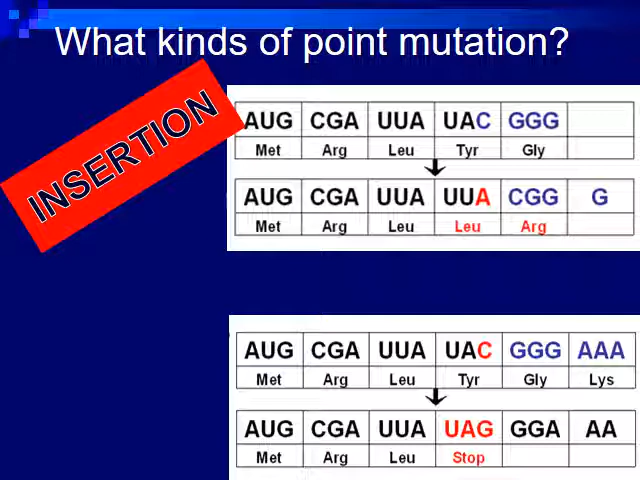 What kinds of point mutation?
INSERTION
AUG CGA UUA UAC GGG
Met Arg Leu Tyr Gly
AUG CGA UUA UUA CGG G
Met Arg Leu Leu Arg
AUG CGA UUA UAC GGG AAA
Met Arg Leu Tyr Gly Lys
AUG CGA UUA UAG GGA AA
Met Arg Leu Stop